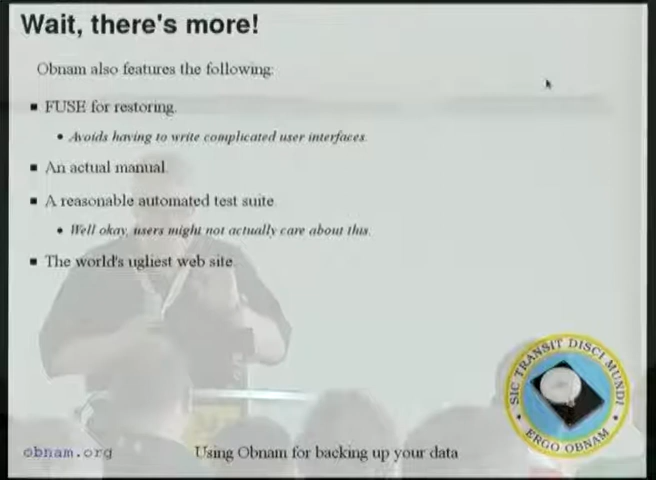 Wait, there's more!
Obnam also features the following:
FUSE for restoring.
Avoids having to write complicated user interfaces.
An actual manual.
A reasonable automated test suite.
Well okay, users might not actually care about this.
The world's ugliest web site.
SIC TRANSIT DISCI MUNDI
ERGO OBNAM
obnam.org
Using Obnam for backing up your data